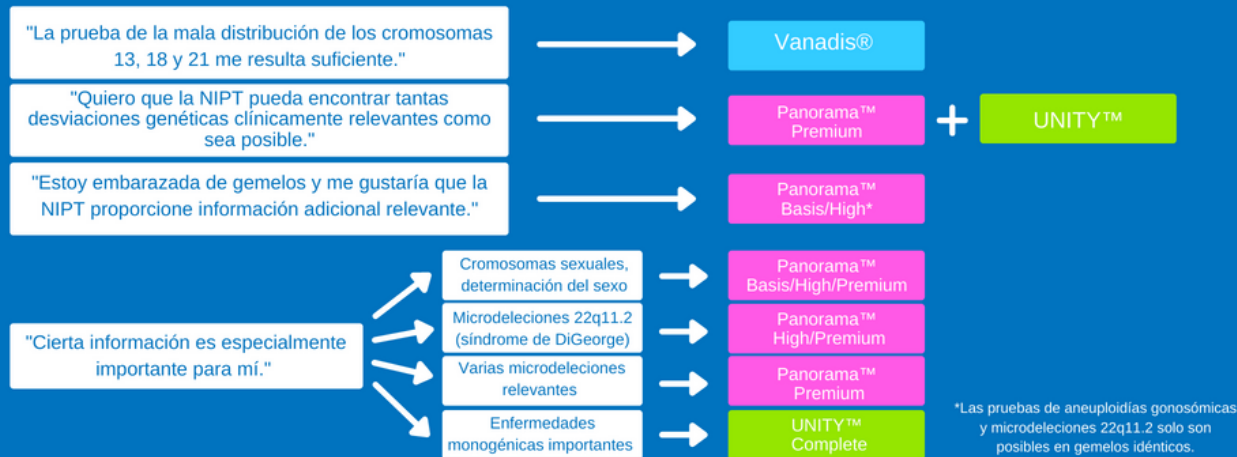 "La prueba de la mala distribución de los cromosomas
13, 18 y 21 me resulta suficiente."
Vanadis®
"Quiero que la NIPT pueda encontrar tantas
desviaciones genéticas clínicamente relevantes como
sea posible."
Panorama™
Premium
+
UNITY™
"Estoy embarazada de gemelos y me gustaría que la
NIPT proporcione información adicional relevante."
Panorama™
Basis/High*
"Cierta información es especialmente
importante para mí."
Cromosomas sexuales,
determinación del sexo
Panorama™
Basis/High/Premium
Microdeleciones 22q11.2
(síndrome de DiGeorge)
Panorama™
High/Premium
Varias microdeleciones
relevantes
Panorama™
Premium
Enfermedades
monogénicas importantes
UNITY™
Complete
*Las pruebas de aneuploidías gonosómicas
y microdeleciones 22q11.2 solo son
posibles en gemelos idénticos.